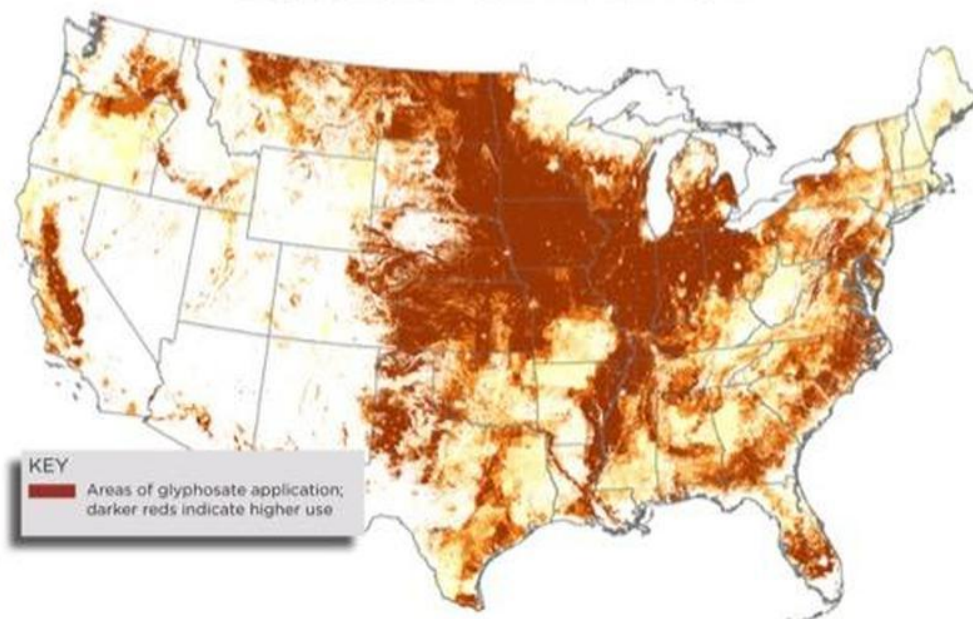 KEY
Areas of glyphosate application;
darker reds indicate higher use